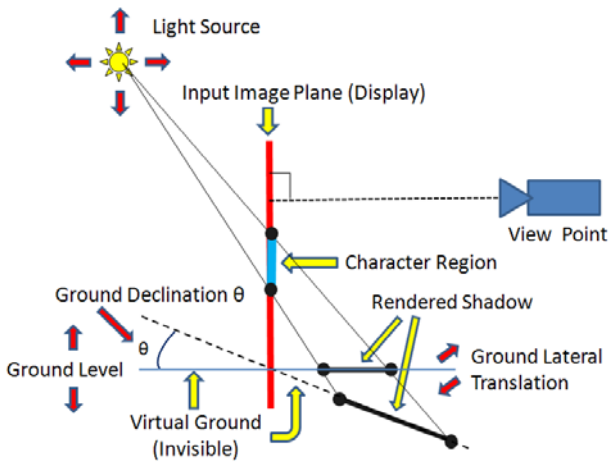 Light Source
Input Image Plane (Display)
View Point
Character Region
Ground Declination θ
Rendered Shadow
θ
Ground Level
Ground Lateral
Translation
Virtual Ground
(Invisible)